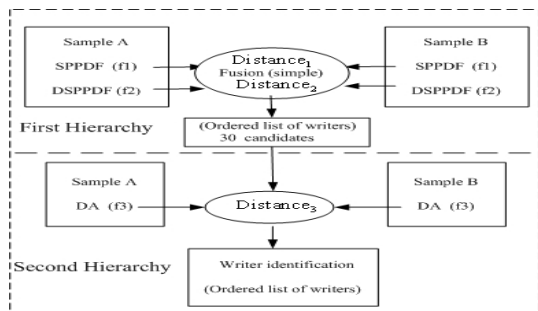 Sample A
SPPDF (f1)
DSPPDF (f2)
Distance1
Fusion (simple)
Distance2
Sample B
SPPDF (f1)
DSPPDF (f2)
First Hierarchy
(Ordered list of writers)
30 candidates
Sample A
DA (f3)
Distance3
Sample B
DA (f3)
Second Hierarchy
Writer identification
(Ordered list of writers)